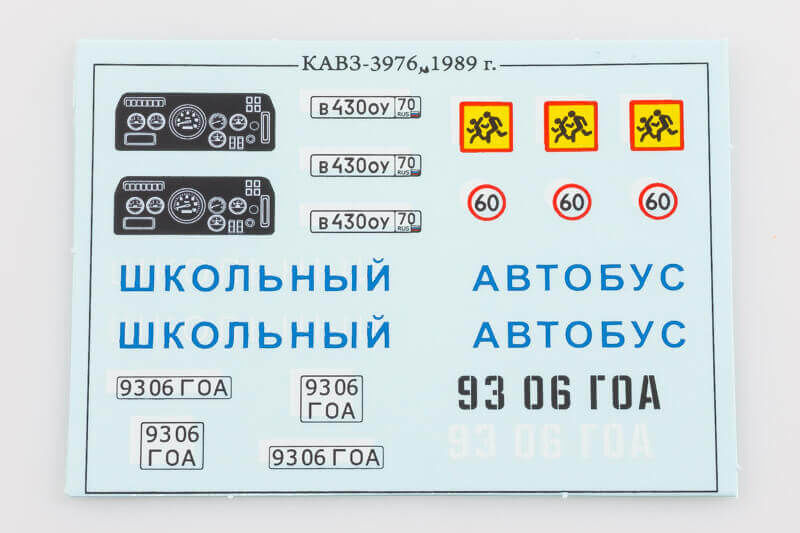 КАВЗ-3976, 1989 г.
в430оу 70 RUS
в430оу 70 RUS
в430оу 70 RUS
60 60 60
ШКОЛЬНЫЙ АВТОБУС
ШКОЛЬНЫЙ АВТОБУС
9306 ГОА
9306
ГОА
93 06 ГОА
9306
ГОА
9306 ГОА
93 06 ГОА